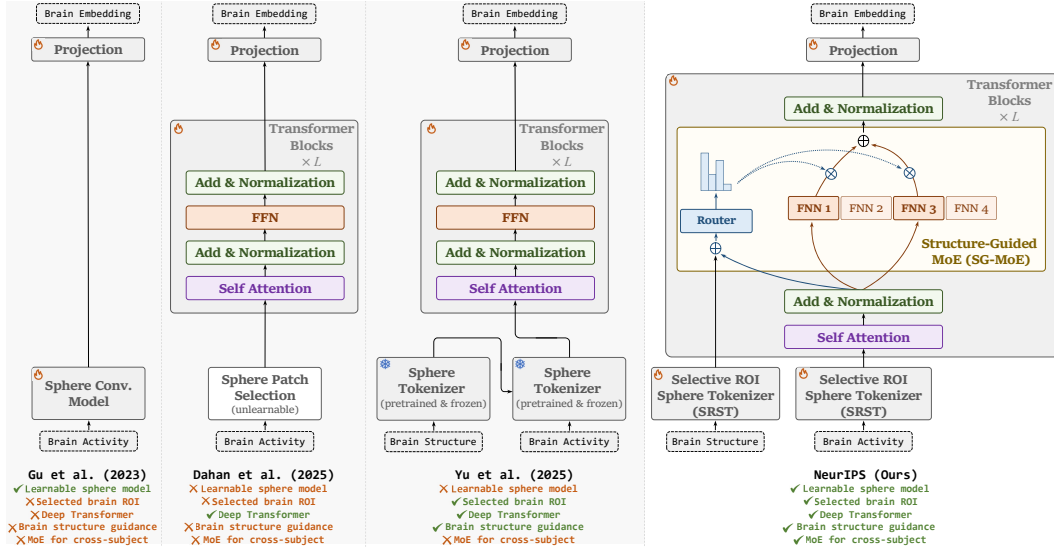 Brain Embedding
Projection
Sphere Conv.
Model
Brain Activity
Gu et al. (2023)
✓Learnable sphere model
✗Selected brain ROI
✗Deep Transformer
✗Brain structure guidance
✗MoE for cross-subject
Brain Embedding
Projection
Transformer
Blocks
× L
Add & Normalization
FFN
Add & Normalization
Self Attention
Sphere Patch
Selection
(unlearnable)
Brain Activity
Dahan et al. (2025)
✗Learnable sphere model
✗Selected brain ROI
✓Deep Transformer
✗Brain structure guidance
✗MoE for cross-subject
Brain Embedding
Projection
Transformer
Blocks
× L
Add & Normalization
FFN
Add & Normalization
Self Attention
Sphere
Tokenizer
(pretrained & frozen)
Brain Structure
Sphere
Tokenizer
(pretrained & frozen)
Brain Activity
Yu et al. (2025)
✗Learnable sphere model
✓Selected brain ROI
✓Deep Transformer
✓Brain structure guidance
✗MoE for cross-subject
Brain Embedding
Projection
Transformer
Blocks
× L
Add & Normalization
FNN 1
FNN 2
FNN 3
FNN 4
Router
Structure-Guided
MoE (SG-MoE)
Add & Normalization
Self Attention
Selective ROI
Sphere Tokenizer
(SRST)
Brain Structure
Selective ROI
Sphere Tokenizer
(SRST)
Brain Activity
NeurIPS (Ours)
✓Learnable sphere model
✓Selected brain ROI
✓Deep Transformer
✓Brain structure guidance
✓MoE for cross-subject